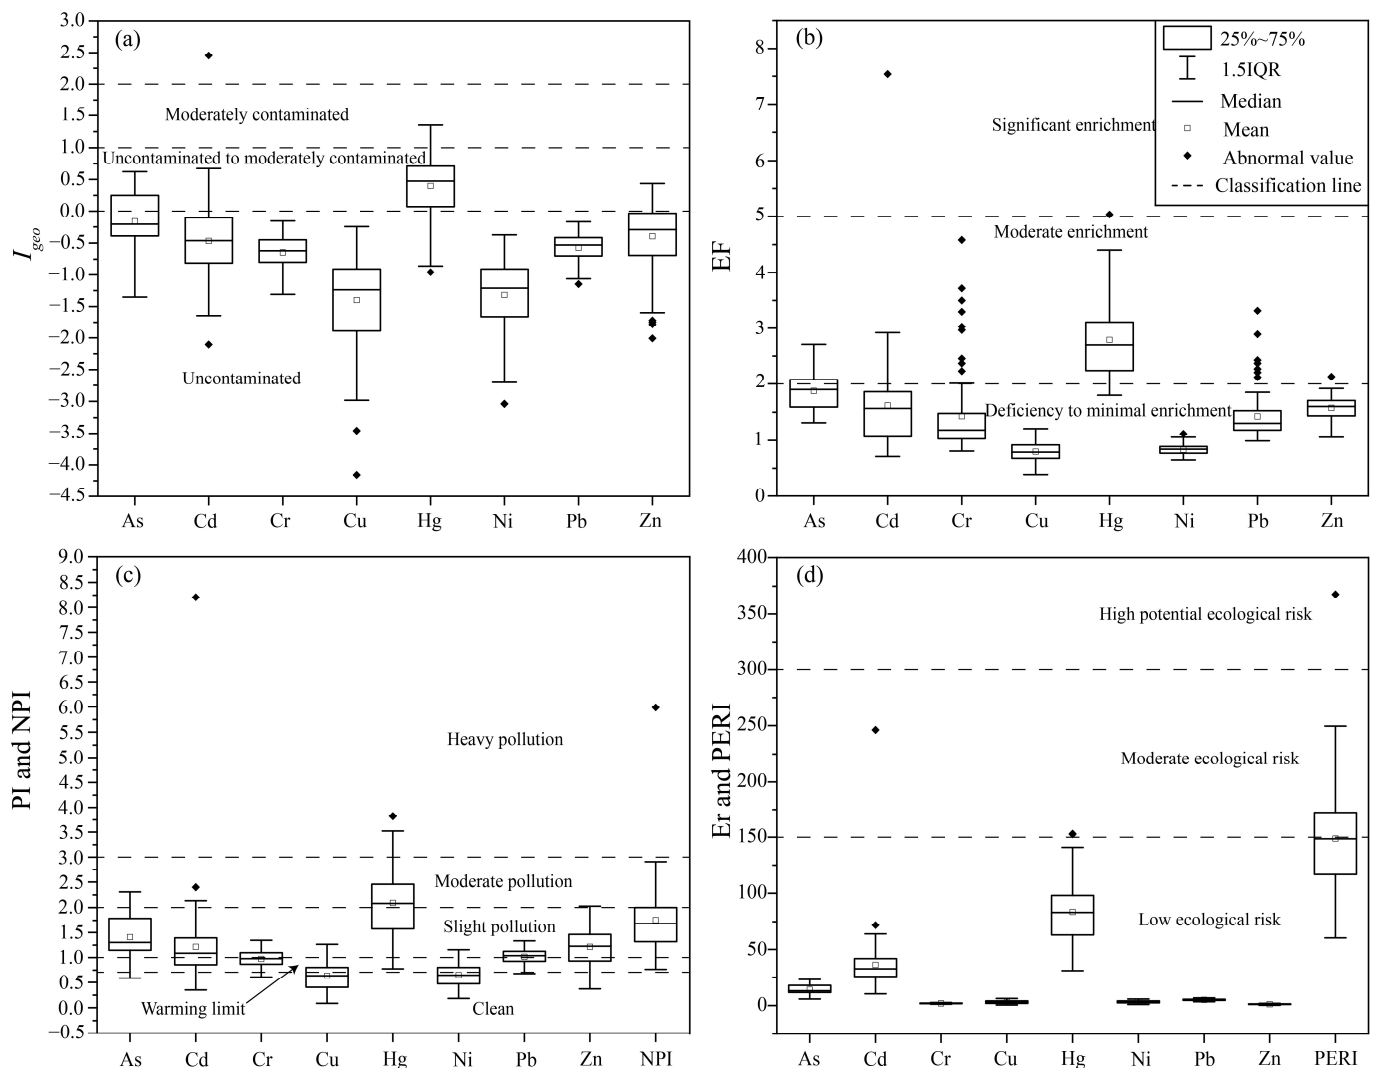 (a)
3.0
2.5
2.0
1.5
1.0
0.5
0.0
−0.5
−1.0
−1.5
−2.0
−2.5
−3.0
−3.5
−4.0
−4.5
Igeo
Moderately contaminated
Uncontaminated to moderately contaminated
Uncontaminated
As Cd Cr Cu Hg Ni Pb Zn
(b)
8
7
6
5
4
3
2
1
0
EF
25%~75%
1.5IQR
Median
Mean
Abnormal value
Classification line
Significant enrichment
Moderate enrichment
Deficiency to minimal enrichment
As Cd Cr Cu Hg Ni Pb Zn
(c)
9.0
8.5
8.0
7.5
7.0
6.5
6.0
5.5
5.0
4.5
4.0
3.5
3.0
2.5
2.0
1.5
1.0
0.5
0.0
−0.5
PI and NPI
Heavy pollution
Moderate pollution
Slight pollution
Warming limit
Clean
As Cd Cr Cu Hg Ni Pb Zn NPI
(d)
400
350
300
250
200
150
100
50
0
Er and PERI
High potential ecological risk
Moderate ecological risk
Low ecological risk
As Cd Cr Cu Hg Ni Pb Zn PERI